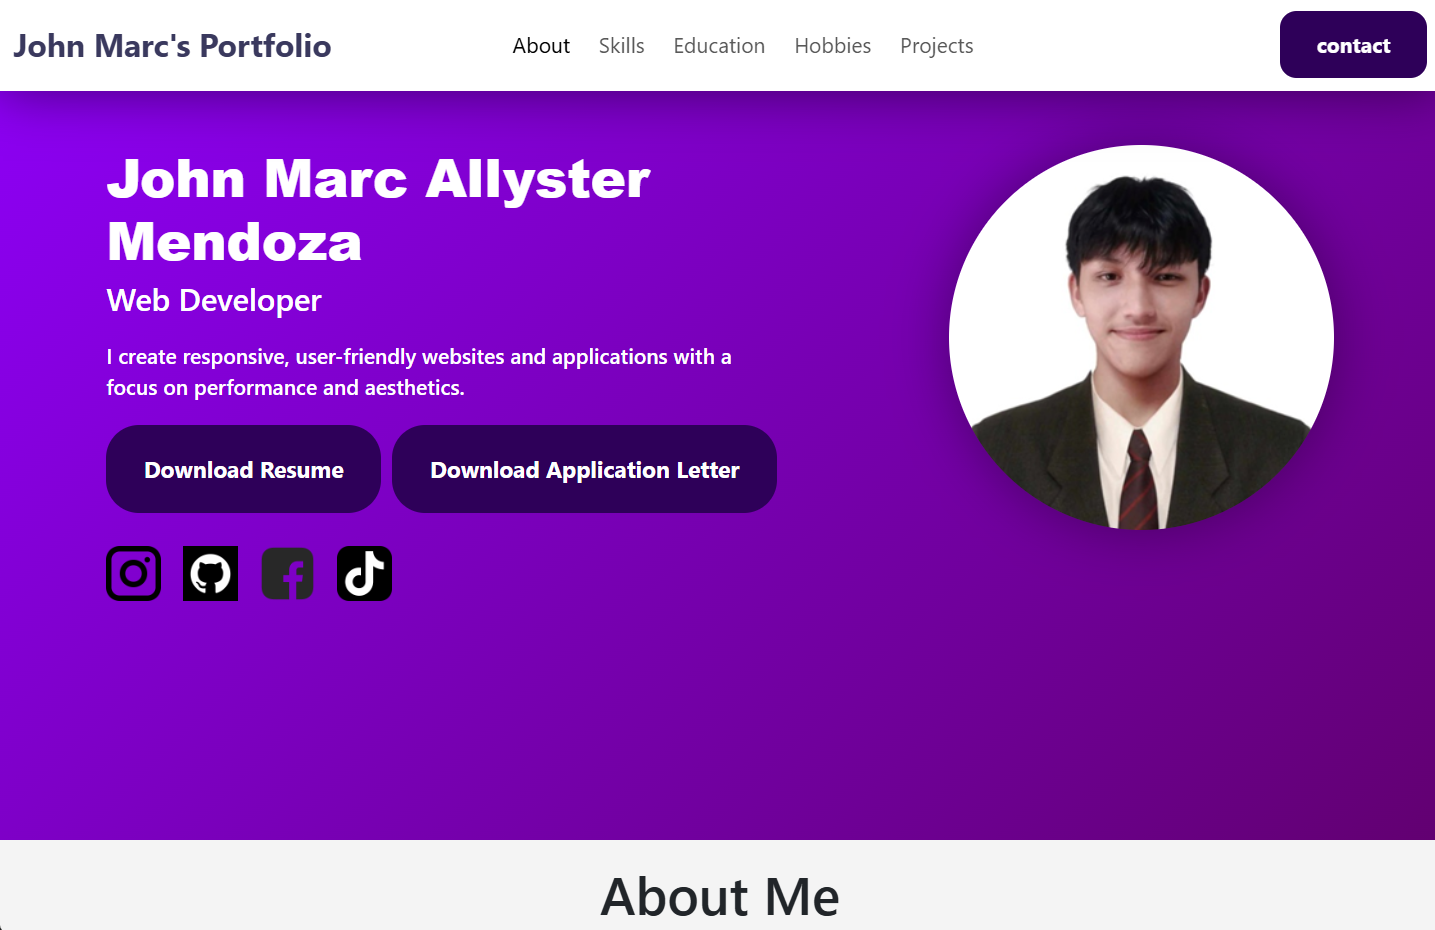 John Marc's Portfolio
About Skills Education Hobbies Projects
contact
John Marc Allyster
Mendoza
Web Developer
I create responsive, user-friendly websites and applications with a
focus on performance and aesthetics.
Download Resume Download Application Letter
About Me